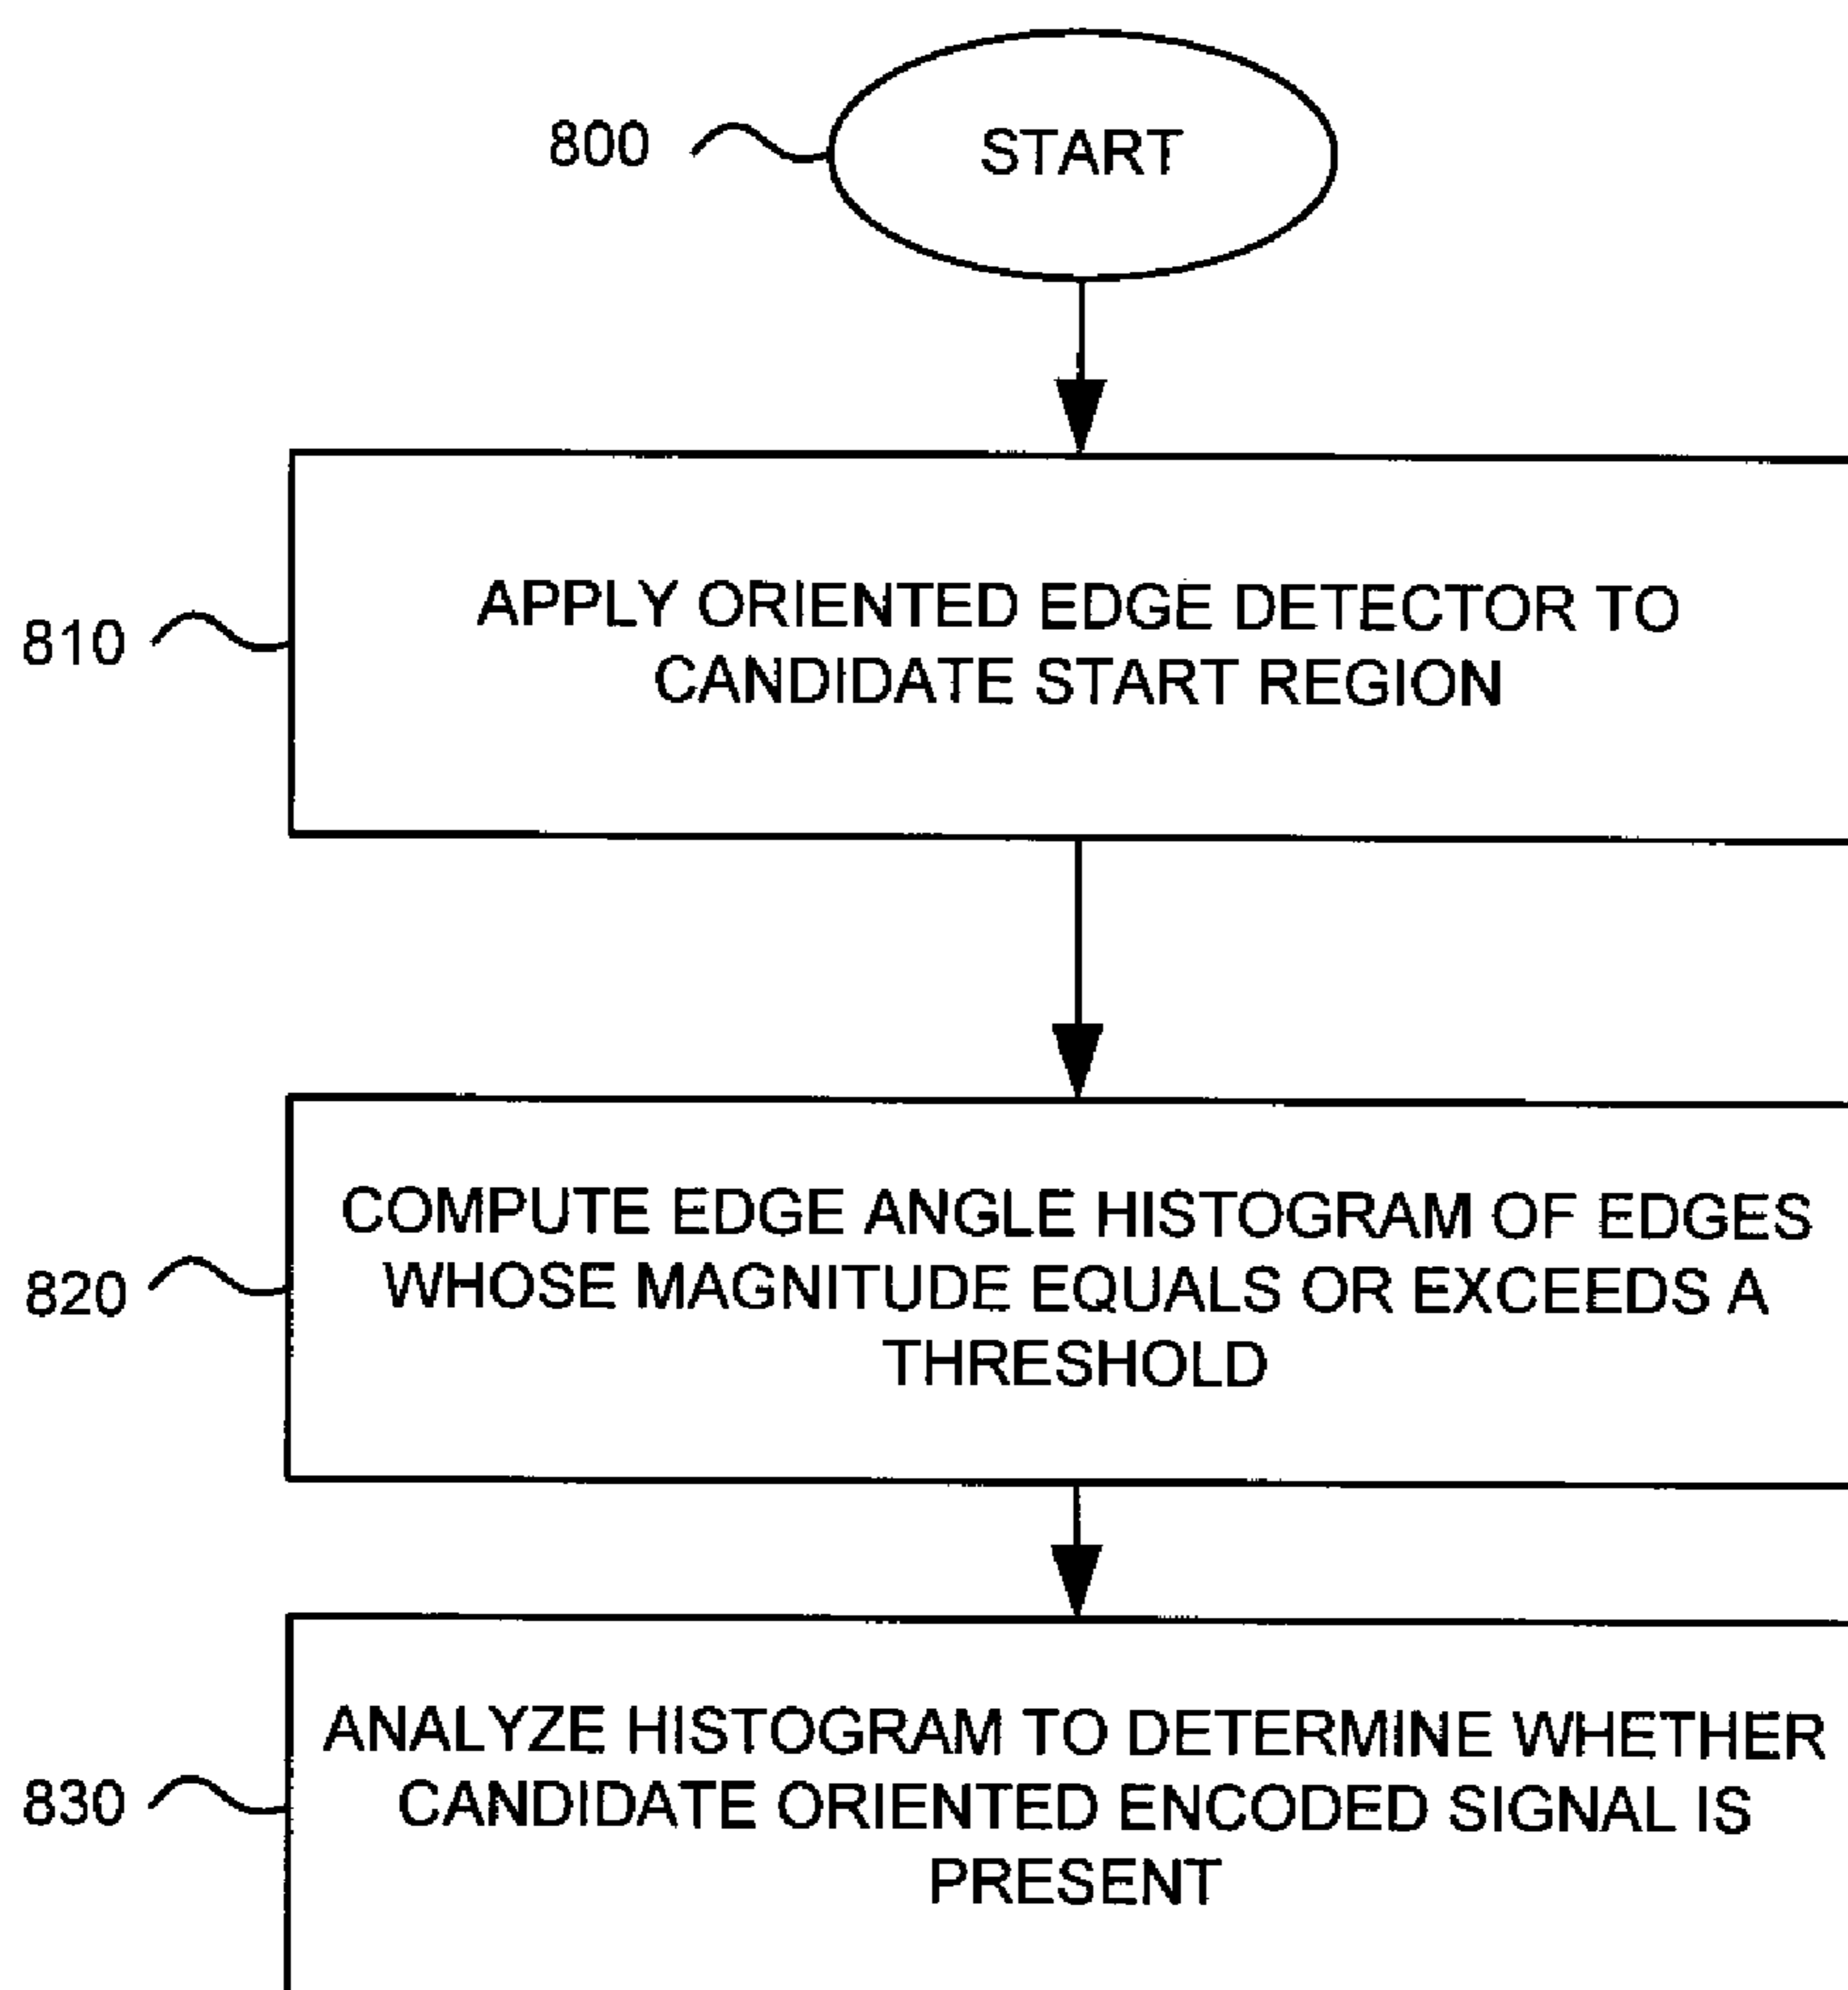 800
START
810
APPLY ORIENTED EDGE DETECTOR TO
CANDIDATE START REGION
820
COMPUTE EDGE ANGLE HISTOGRAM OF EDGES
WHOSE MAGNITUDE EQUALS OR EXCEEDS A
THRESHOLD
830
ANALYZE HISTOGRAM TO DETERMINE WHETHER
CANDIDATE ORIENTED ENCODED SIGNAL IS
PRESENT